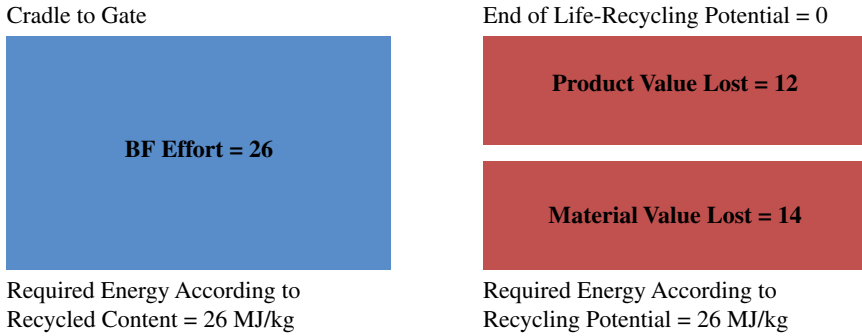 Cradle to Gate
BF Effort = 26
Required Energy According to
Recycled Content = 26 MJ/kg
End of Life-Recycling Potential = 0
Product Value Lost = 12
Material Value Lost = 14
Required Energy According to
Recycling Potential = 26 MJ/kg